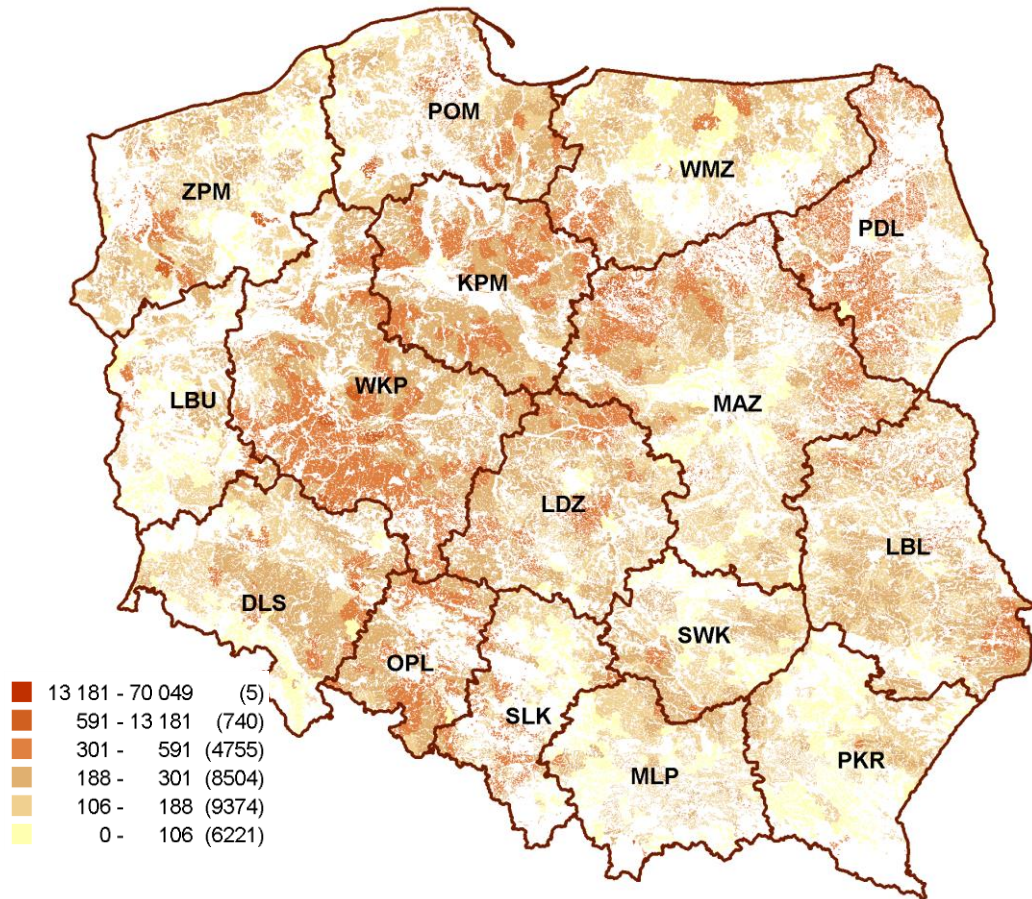 POM
ZPM
WMZ
PDL
KPM
LBU
WKP
MAZ
LDZ
LBL
DLS
SWK
OPL
SLK
MLP
PKR
13 181 - 70 049 (5)
591 - 13 181 (740)
301 - 591 (4755)
188 - 301 (8504)
106 - 188 (9374)
0 - 106 (6221)